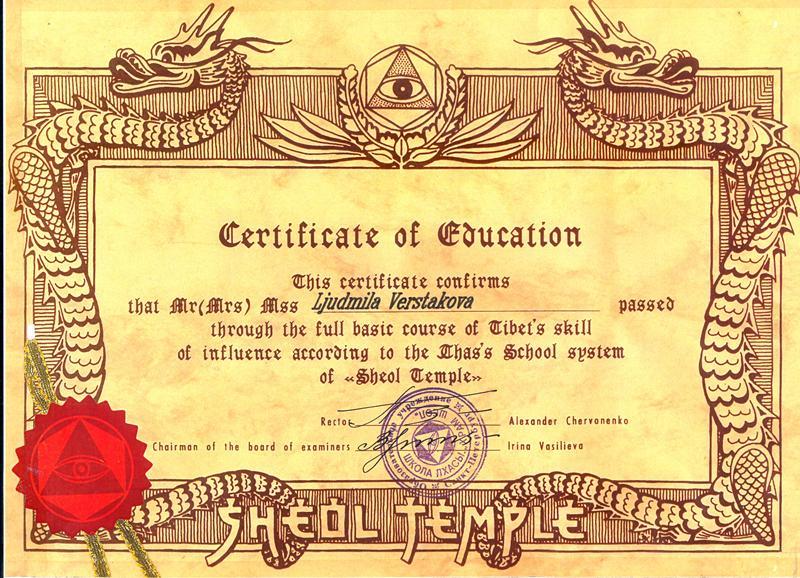 Certificate of Education
This certificate confirms
that Mr(Mrs) Mss Ljudmila Verstakova passed
through the full basic course of Tibet's skill
of influence according to the Lhas's School system
of «Sheol Temple»
Rector Alexander Chervonenko
Chairman of the board of examiners Irina Vasilieva
ШКОЛА ЛХАСЫ
SHEOL TEMPLE